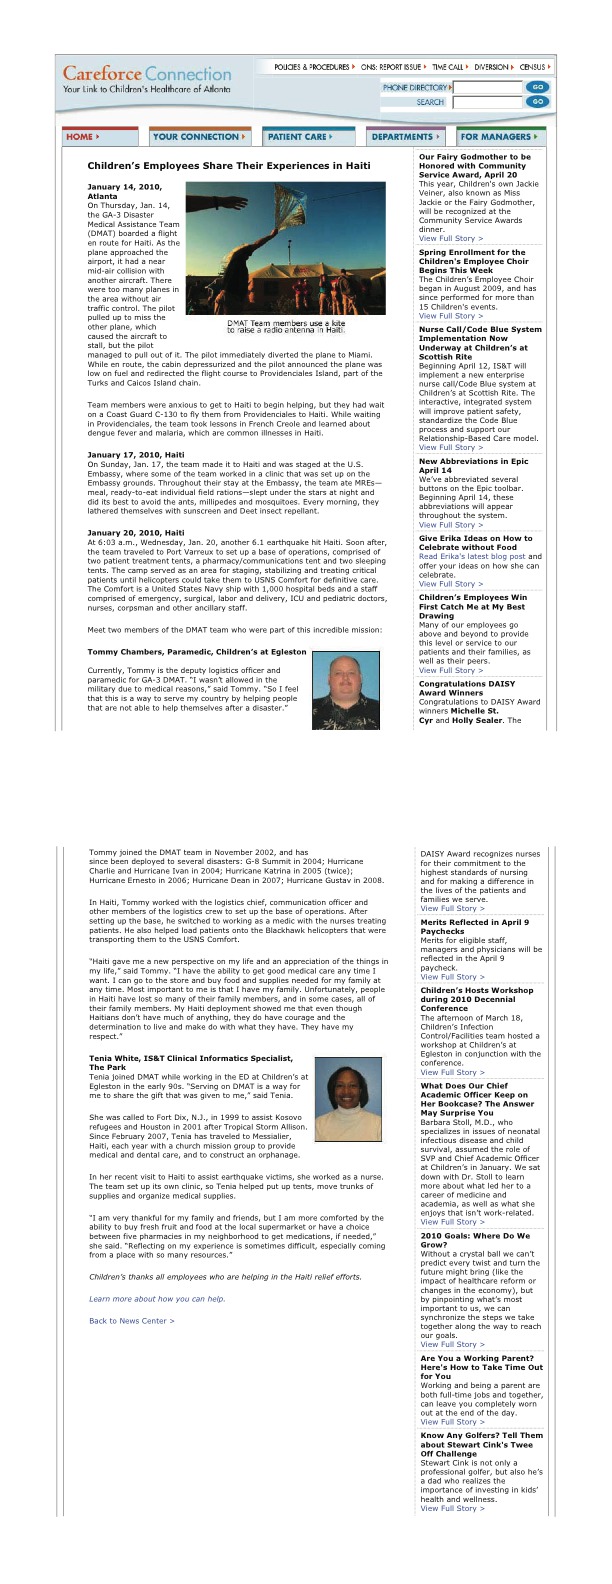 Careforce Connection
Your Link to Children's Healthcare of Atlanta
POLICIES & PROCEDURES
ONS: REPORT ISSUE
TIME CALL
DIVERSION
CENSUS
PHONE DIRECTORY
GO
SEARCH
GO
HOME
YOUR CONNECTION
PATIENT CARE
DEPARTMENTS
FOR MANAGERS
Children's Employees Share Their Experiences in Haiti
January 14, 2010,
Atlanta
On Thursday, Jan. 14,
the GA-3 Disaster
Medical Assistance Team
(DMAT) boarded a flight
en route for Haiti. As the
plane approached the
airport, it had a near
mid-air collision with
another aircraft. There
were too many planes in
the area without air
traffic control. The pilot
pulled up to miss the
other plane, which
caused the aircraft to
stall, but the pilot
managed to pull out of it. The pilot immediately diverted the plane to Miami.
While en route, the cabin depressurized and the pilot announced the plane was
low on fuel and redirected the flight course to Providenciales Island, part of the
Turks and Caicos Island chain.
DMAT Team members use a kite
to raise a radio antenna in Haiti.
Team members were anxious to get to Haiti to begin helping, but they had wait
on a Coast Guard C-130 to fly them from Providenciales to Haiti. While waiting
in Providenciales, the team took lessons in French Creole and learned about
dengue fever and malaria, which are common illnesses in Haiti.
January 17, 2010, Haiti
On Sunday, Jan. 17, the team made it to Haiti and was staged at the U.S.
Embassy, where some of the team worked in a clinic that was set up on the
Embassy grounds. Throughout their stay at the Embassy, the team ate MREs—
meal, ready-to-eat individual field rations—slept under the stars at night and
did its best to avoid the ants, millipedes and mosquitoes. Every morning, they
lathered themselves with sunscreen and Deet insect repellant.
January 20, 2010, Haiti
At 6:03 a.m., Wednesday, Jan. 20, another 6.1 earthquake hit Haiti. Soon after,
the team traveled to Port Varreux to set up a base of operations, comprised of
two patient treatment tents, a pharmacy/communications tent and two sleeping
tents. The camp served as an area for staging, stabilizing and treating critical
patients until helicopters could take them to USNS Comfort for definitive care.
The Comfort is a United States Navy ship with 1,000 hospital beds and a staff
comprised of emergency, surgical, labor and delivery, ICU and pediatric doctors,
nurses, corpsman and other ancillary staff.
Meet two members of the DMAT team who were part of this incredible mission:
Tommy Chambers, Paramedic, Children's at Egleston
Currently, Tommy is the deputy logistics officer and
paramedic for GA-3 DMAT. "I wasn't allowed in the
military due to medical reasons," said Tommy. "So I feel
that this is a way to serve my country by helping people
that are not able to help themselves after a disaster."
Our Fairy Godmother to be
Honored with Community
Service Award, April 20
This year, Children's own Jackie
Veiner, also known as Miss
Jackie or the Fairy Godmother,
will be recognized at the
Community Service Awards
dinner.
View Full Story >
Spring Enrollment for the
Children's Employee Choir
Begins This Week
The Children's Employee Choir
began in August 2009, and has
since performed for more than
15 Children's events.
View Full Story >
Nurse Call/Code Blue System
Implementation Now
Underway at Children's at
Scottish Rite
Beginning April 12, IS&T will
implement a new enterprise
nurse call/Code Blue system at
Children's at Scottish Rite. The
interactive, integrated system
will improve patient safety,
standardize the Code Blue
process and support our
Relationship-Based Care model.
View Full Story >
New Abbreviations in Epic
April 14
We've abbreviated several
buttons on the Epic toolbar.
Beginning April 14, these
abbreviations will appear
throughout the system.
View Full Story >
Give Erika Ideas on How to
Celebrate without Food
Read Erika's latest blog post and
offer your ideas on how she can
celebrate.
Children's Employees Win
First Catch Me at My Best
Drawing
Many of our employees go
above and beyond to provide
this level or service to our
patients and their families, as
well as their peers.
View Full Story >
Congratulations DAISY
Award Winners
Congratulations to DAISY Award
winners Michelle St.
Cyr and Holly Sealer. The
Tommy joined the DMAT team in November 2002, and has
since been deployed to several disasters: G-8 Summit in 2004; Hurricane
Charlie and Hurricane Ivan in 2004; Hurricane Katrina in 2005 (twice);
Hurricane Ernesto in 2006; Hurricane Dean in 2007; Hurricane Gustav in 2008.
In Haiti, Tommy worked with the logistics chief, communication officer and
other members of the logistics crew to set up the base of operations. After
setting up the base, he switched to working as a medic with the nurses treating
patients. He also helped load patients onto the Blackhawk helicopters that were
transporting them to the USNS Comfort.
"Haiti gave me a new perspective on my life and an appreciation of the things in
my life," said Tommy. "I have the ability to get good medical care any time I
want. I can go to the store and buy food and supplies needed for my family at
any time. Most important to me is that I have my family. Unfortunately, people
in Haiti have lost so many of their family members, and in some cases, all of
their family members. My Haiti deployment showed me that even though
Haitians don't have much of anything, they do have courage and the
determination to live and make do with what they have. They have my
respect."
Tenia White, IS&T Clinical Informatics Specialist,
The Park
Tenia joined DMAT while working in the ED at Children's at
Egleston in the early 90s. "Serving on DMAT is a way for
me to share the gift that was given to me," said Tenia.
She was called to Fort Dix, N.J., in 1999 to assist Kosovo
refugees and Houston in 2001 after Tropical Storm Allison.
Since February 2007, Tenia has traveled to Messialier,
Haiti, each year with a church mission group to provide
medical and dental care, and to construct an orphanage.
In her recent visit to Haiti to assist earthquake victims, she worked as a nurse.
The team set up its own clinic, so Tenia helped put up tents, move trunks of
supplies and organize medical supplies.
"I am very thankful for my family and friends, but I am more comforted by the
ability to buy fresh fruit and food at the local supermarket or have a choice
between five pharmacies in my neighborhood to get medications, if needed,"
she said. "Reflecting on my experience is sometimes difficult, especially coming
from a place with so many resources."
Children's thanks all employees who are helping in the Haiti relief efforts.
Learn more about how you can help.
Back to News Center >
DAISY Award recognizes nurses
for their commitment to the
highest standards of nursing
and for making a difference in
the lives of the patients and
families we serve.
View Full Story >
Merits Reflected in April 9
Paychecks
Merits for eligible staff,
managers and physicians will be
reflected in the April 9
paycheck.
View Full Story >
Children's Hosts Workshop
during 2010 Decennial
Conference
The afternoon of March 18,
Children's Infection
Control/Facilities team hosted a
workshop at Children's at
Egleston in conjunction with the
conference.
View Full Story >
What Does Our Chief
Academic Officer Keep on
Her Bookcase? The Answer
May Surprise You
Barbara Stoll, M.D., who
specializes in issues of neonatal
infectious disease and child
survival, assumed the role of
SVP and Chief Academic Officer
at Children's in January. We sat
down with Dr. Stoll to learn
more about what led her to a
career of medicine and
academia, as well as what she
enjoys that isn't work-related.
View Full Story >
2010 Goals: Where Do We
Grow?
Without a crystal ball we can't
predict every twist and turn the
future might bring (like the
impact of healthcare reform or
changes in the economy), but
by pinpointing what's most
important to us, we can
synchronize the steps we take
together along the way to reach
our goals.
View Full Story >
Are You a Working Parent?
Here's How to Take Time Out
for You
Working and being a parent are
both full-time jobs and together,
can leave you completely worn
out at the end of the day.
View Full Story >
Know Any Golfers? Tell Them
about Stewart Cink's Twee
Off Challenge
Stewart Cink is not only a
professional golfer, but also he's
a dad who realizes the
importance of investing in kids'
health and wellness.
View Full Story >